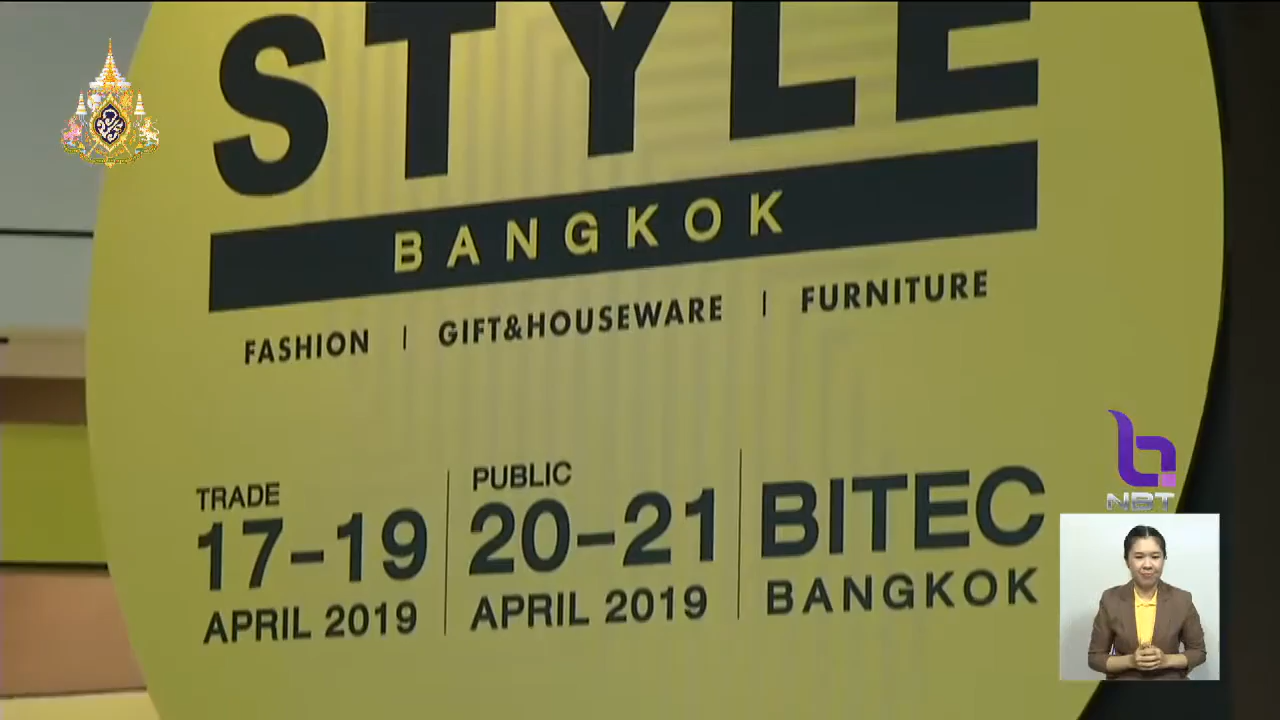 STYLE
BANGKOK
FASHION | GIFT&HOUSEWARE | FURNITURE
TRADE
17-19
APRIL 2019
PUBLIC
20-21
APRIL 2019
BITEC
BANGKOK
NBT